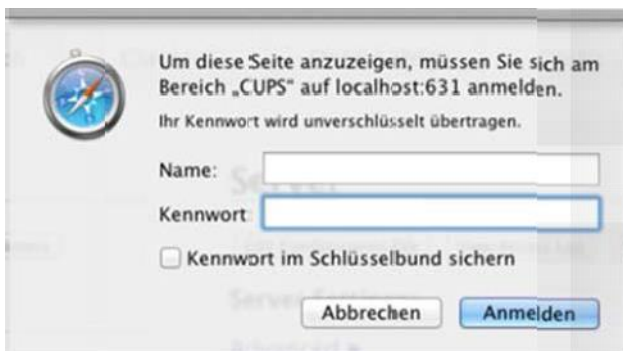 Um diese Seite anzuzeigen, müssen Sie sich am
Bereich „CUPS“ auf localhost:631 anmelden.
Ihr Kennwort wird unverschlüsselt übertragen.
Name:
Server
Kennwort:
Kennwort im Schlüsselbund sichern
Abbrechen
Anmelden